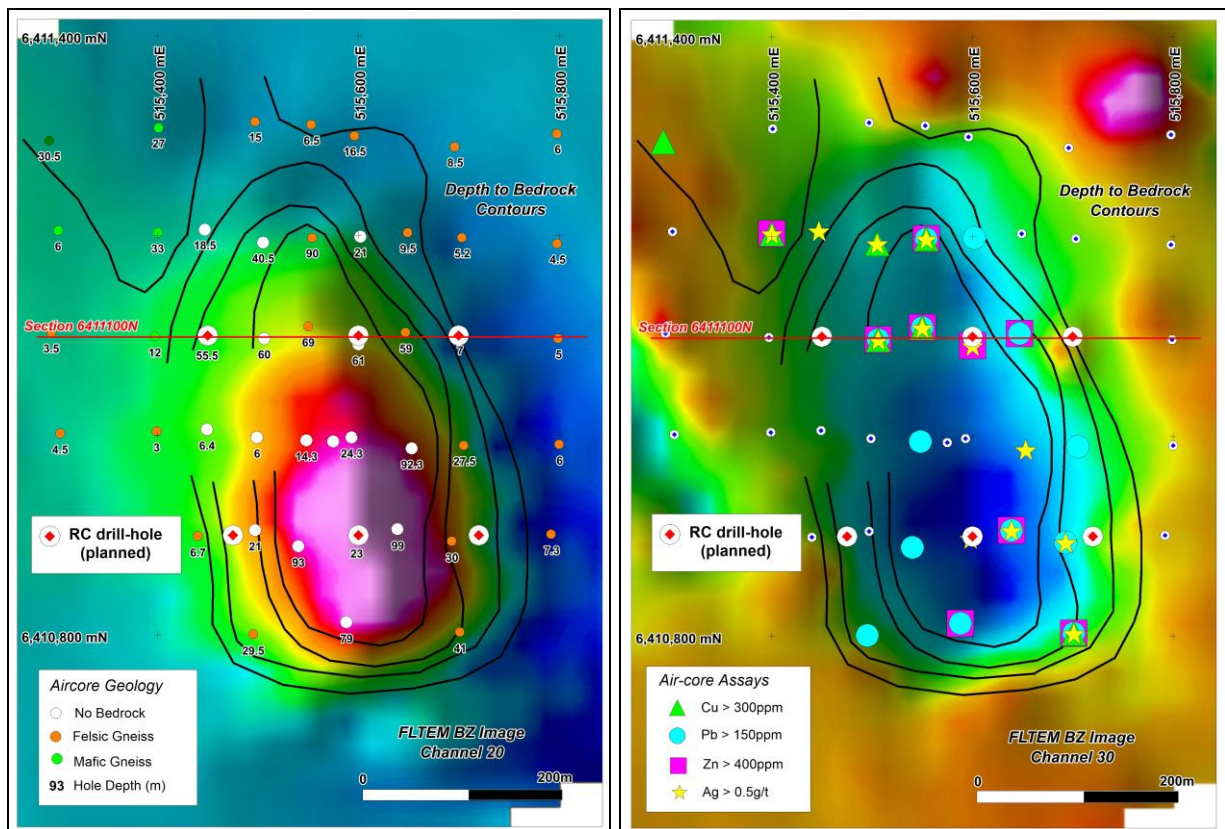 6,411,400 mN
515,400 mE
515,600 mE
515,800 mE
15
6.5
16.5
27
30.5
8.5
6
Depth to Bedrock
Contours
6
33
18.5
40.5
90
21
9.5
5.2
4.5
Section 6411100N
3.5
12
55.5
60
69
61
59
7
5
4.5
3
6.4
6
14.3
24.3
92.3
27.5
6
RC drill-hole
(planned)
6.7
21
93
23
99
30
7.3
6,410,800 mN
29.5
79
41
Aircore Geology
No Bedrock
Felsic Gneiss
Mafic Gneiss
93 Hole Depth (m)
FLTEM BZ Image
Channel 20
0
200m
6,411,400 mN
515,400 mE
515,600 mE
515,800 mE
Depth to Bedrock
Contours
Section 6411100N
RC drill-hole
(planned)
6,410,800 mN
Air-core Assays
Cu > 300ppm
Pb > 150ppm
Zn > 400ppm
Ag > 0.5g/t
FLTEM BZ Image
Channel 30
0
200m